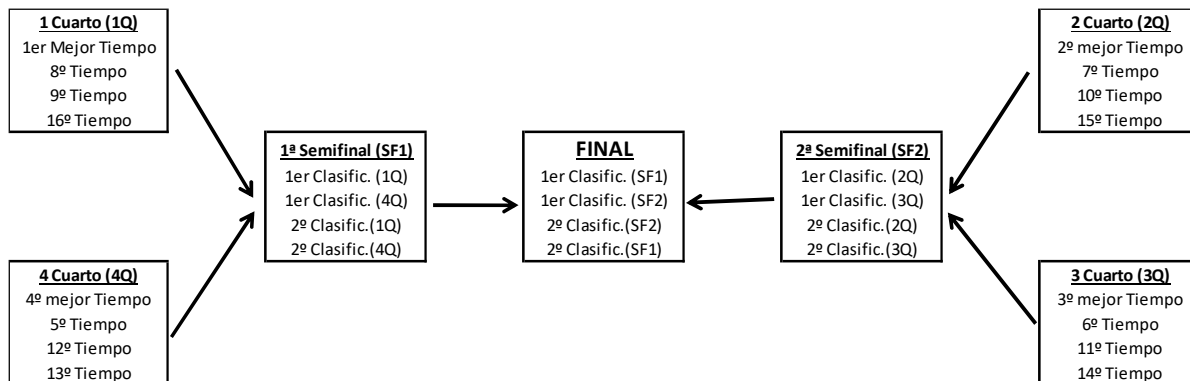 1 Cuarto (1Q)
1er Mejor Tiempo
8º Tiempo
9º Tiempo
16º Tiempo
4 Cuarto (4Q)
4º mejor Tiempo
5º Tiempo
12º Tiempo
13º Tiempo
1ª Semifinal (SF1)
1er Clasific. (1Q)
1er Clasific. (4Q)
2º Clasific.(1Q)
2º Clasific.(4Q)
FINAL
1er Clasific. (SF1)
1er Clasific. (SF2)
2º Clasific.(SF2)
2º Clasific.(SF1)
2ª Semifinal (SF2)
1er Clasific. (2Q)
1er Clasific. (3Q)
2º Clasific.(2Q)
2º Clasific.(3Q)
2 Cuarto (2Q)
2º mejor Tiempo
7º Tiempo
10º Tiempo
15º Tiempo
3 Cuarto (3Q)
3º mejor Tiempo
6º Tiempo
11º Tiempo
14º Tiempo